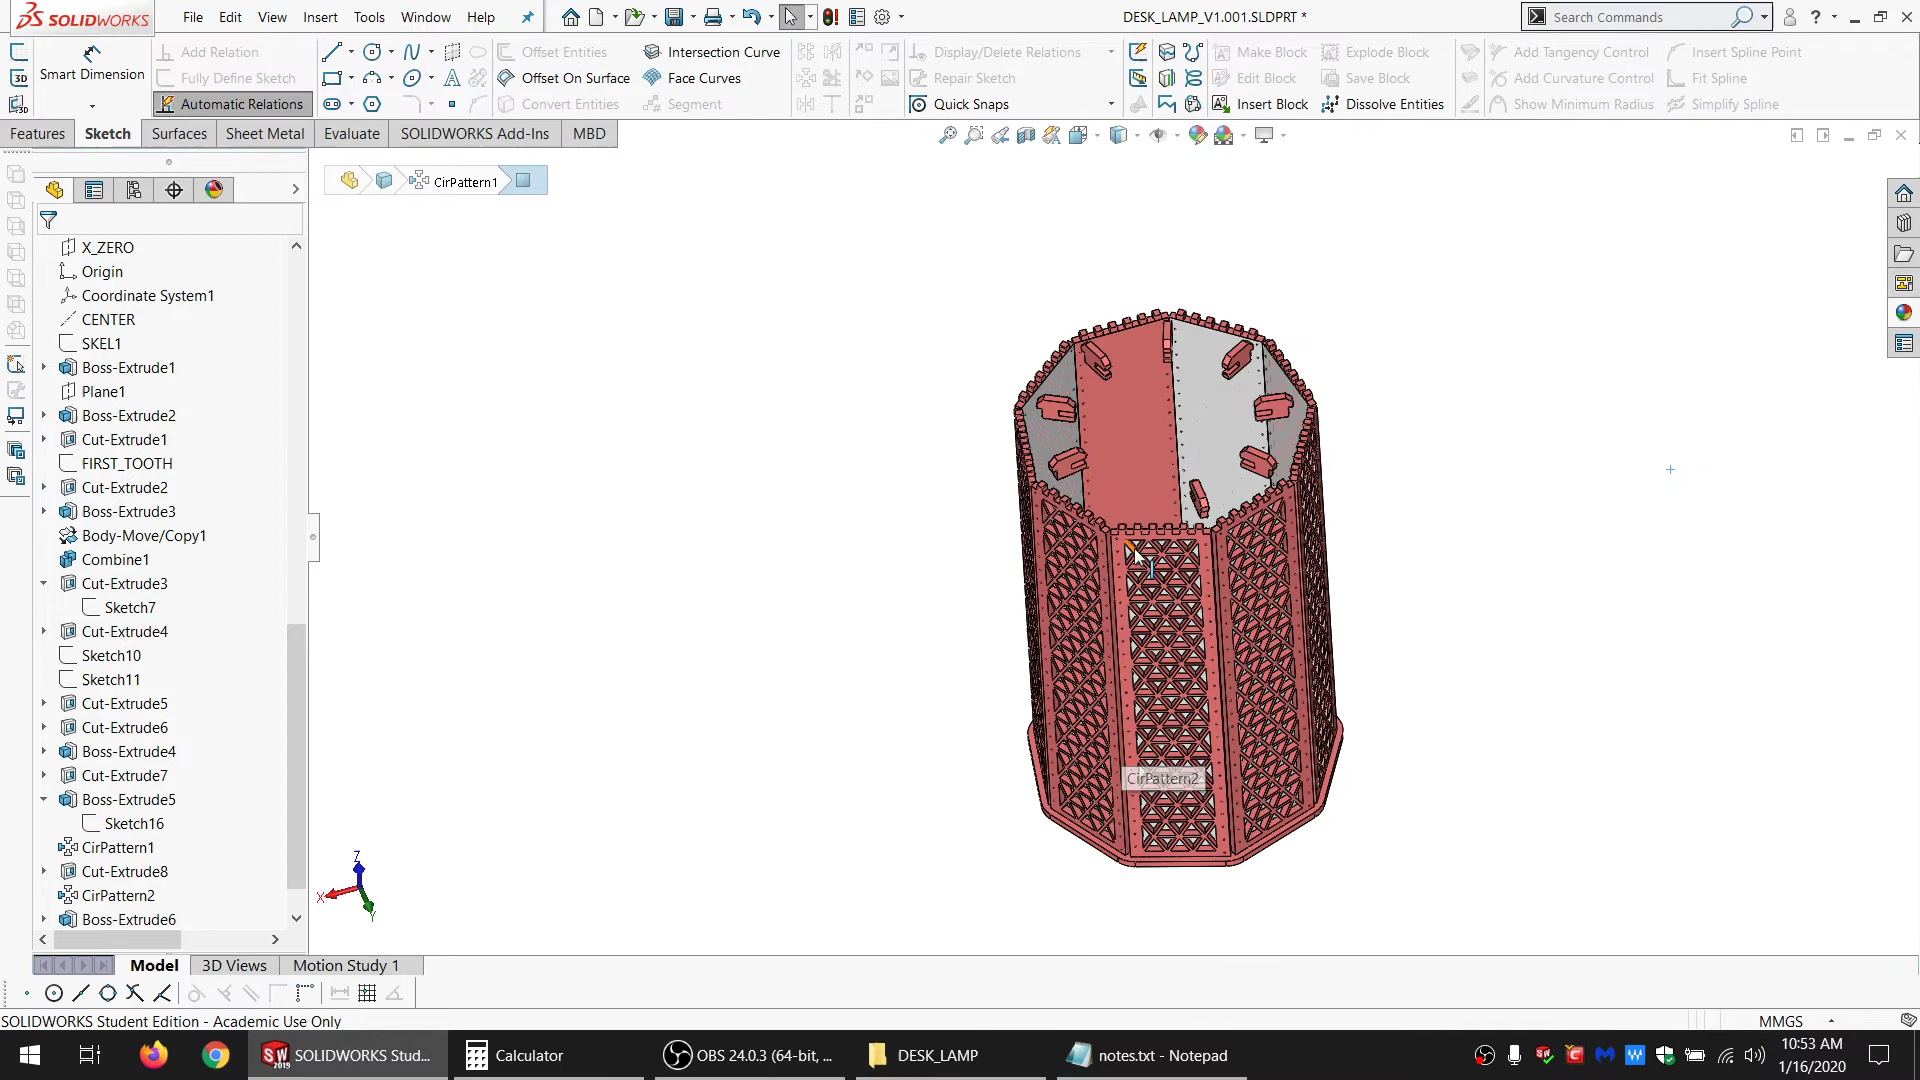 SOLIDWORKS
File
Edit
View
Insert
Tools
Window
Help
DESK_LAMP_V1.001.SLDPRT *
Search Commands
Smart Dimension
Add Relation
Fully Define Sketch
Automatic Relations
Offset Entities
Offset On Surface
Convert Entities
Intersection Curve
Face Curves
Segment
Display/Delete Relations
Repair Sketch
Quick Snaps
Make Block
Edit Block
Insert Block
Explode Block
Save Block
Dissolve Entities
Add Tangency Control
Add Curvature Control
Show Minimum Radius
Insert Spline Point
Fit Spline
Simplify Spline
Features
Sketch
Surfaces
Sheet Metal
Evaluate
SOLIDWORKS Add-Ins
MBD
CirPattern1
X_ZERO
Origin
Coordinate System1
CENTER
SKEL1
Boss-Extrude1
Plane1
Boss-Extrude2
Cut-Extrude1
FIRST_TOOTH
Cut-Extrude2
Boss-Extrude3
Body-Move/Copy1
Combine1
Cut-Extrude3
Sketch7
Cut-Extrude4
Sketch10
Sketch11
Cut-Extrude5
Cut-Extrude6
Boss-Extrude4
Cut-Extrude7
Boss-Extrude5
Sketch16
CirPattern1
Cut-Extrude8
CirPattern2
Boss-Extrude6
CirPattern2
Z
X
Y
Model
3D Views
Motion Study 1
SOLIDWORKS Student Edition - Academic Use Only
MMGS
SOLIDWORKS Stud...
Calculator
OBS 24.0.3 (64-bit, ...
DESK_LAMP
notes.txt - Notepad
10:53 AM
1/16/2020